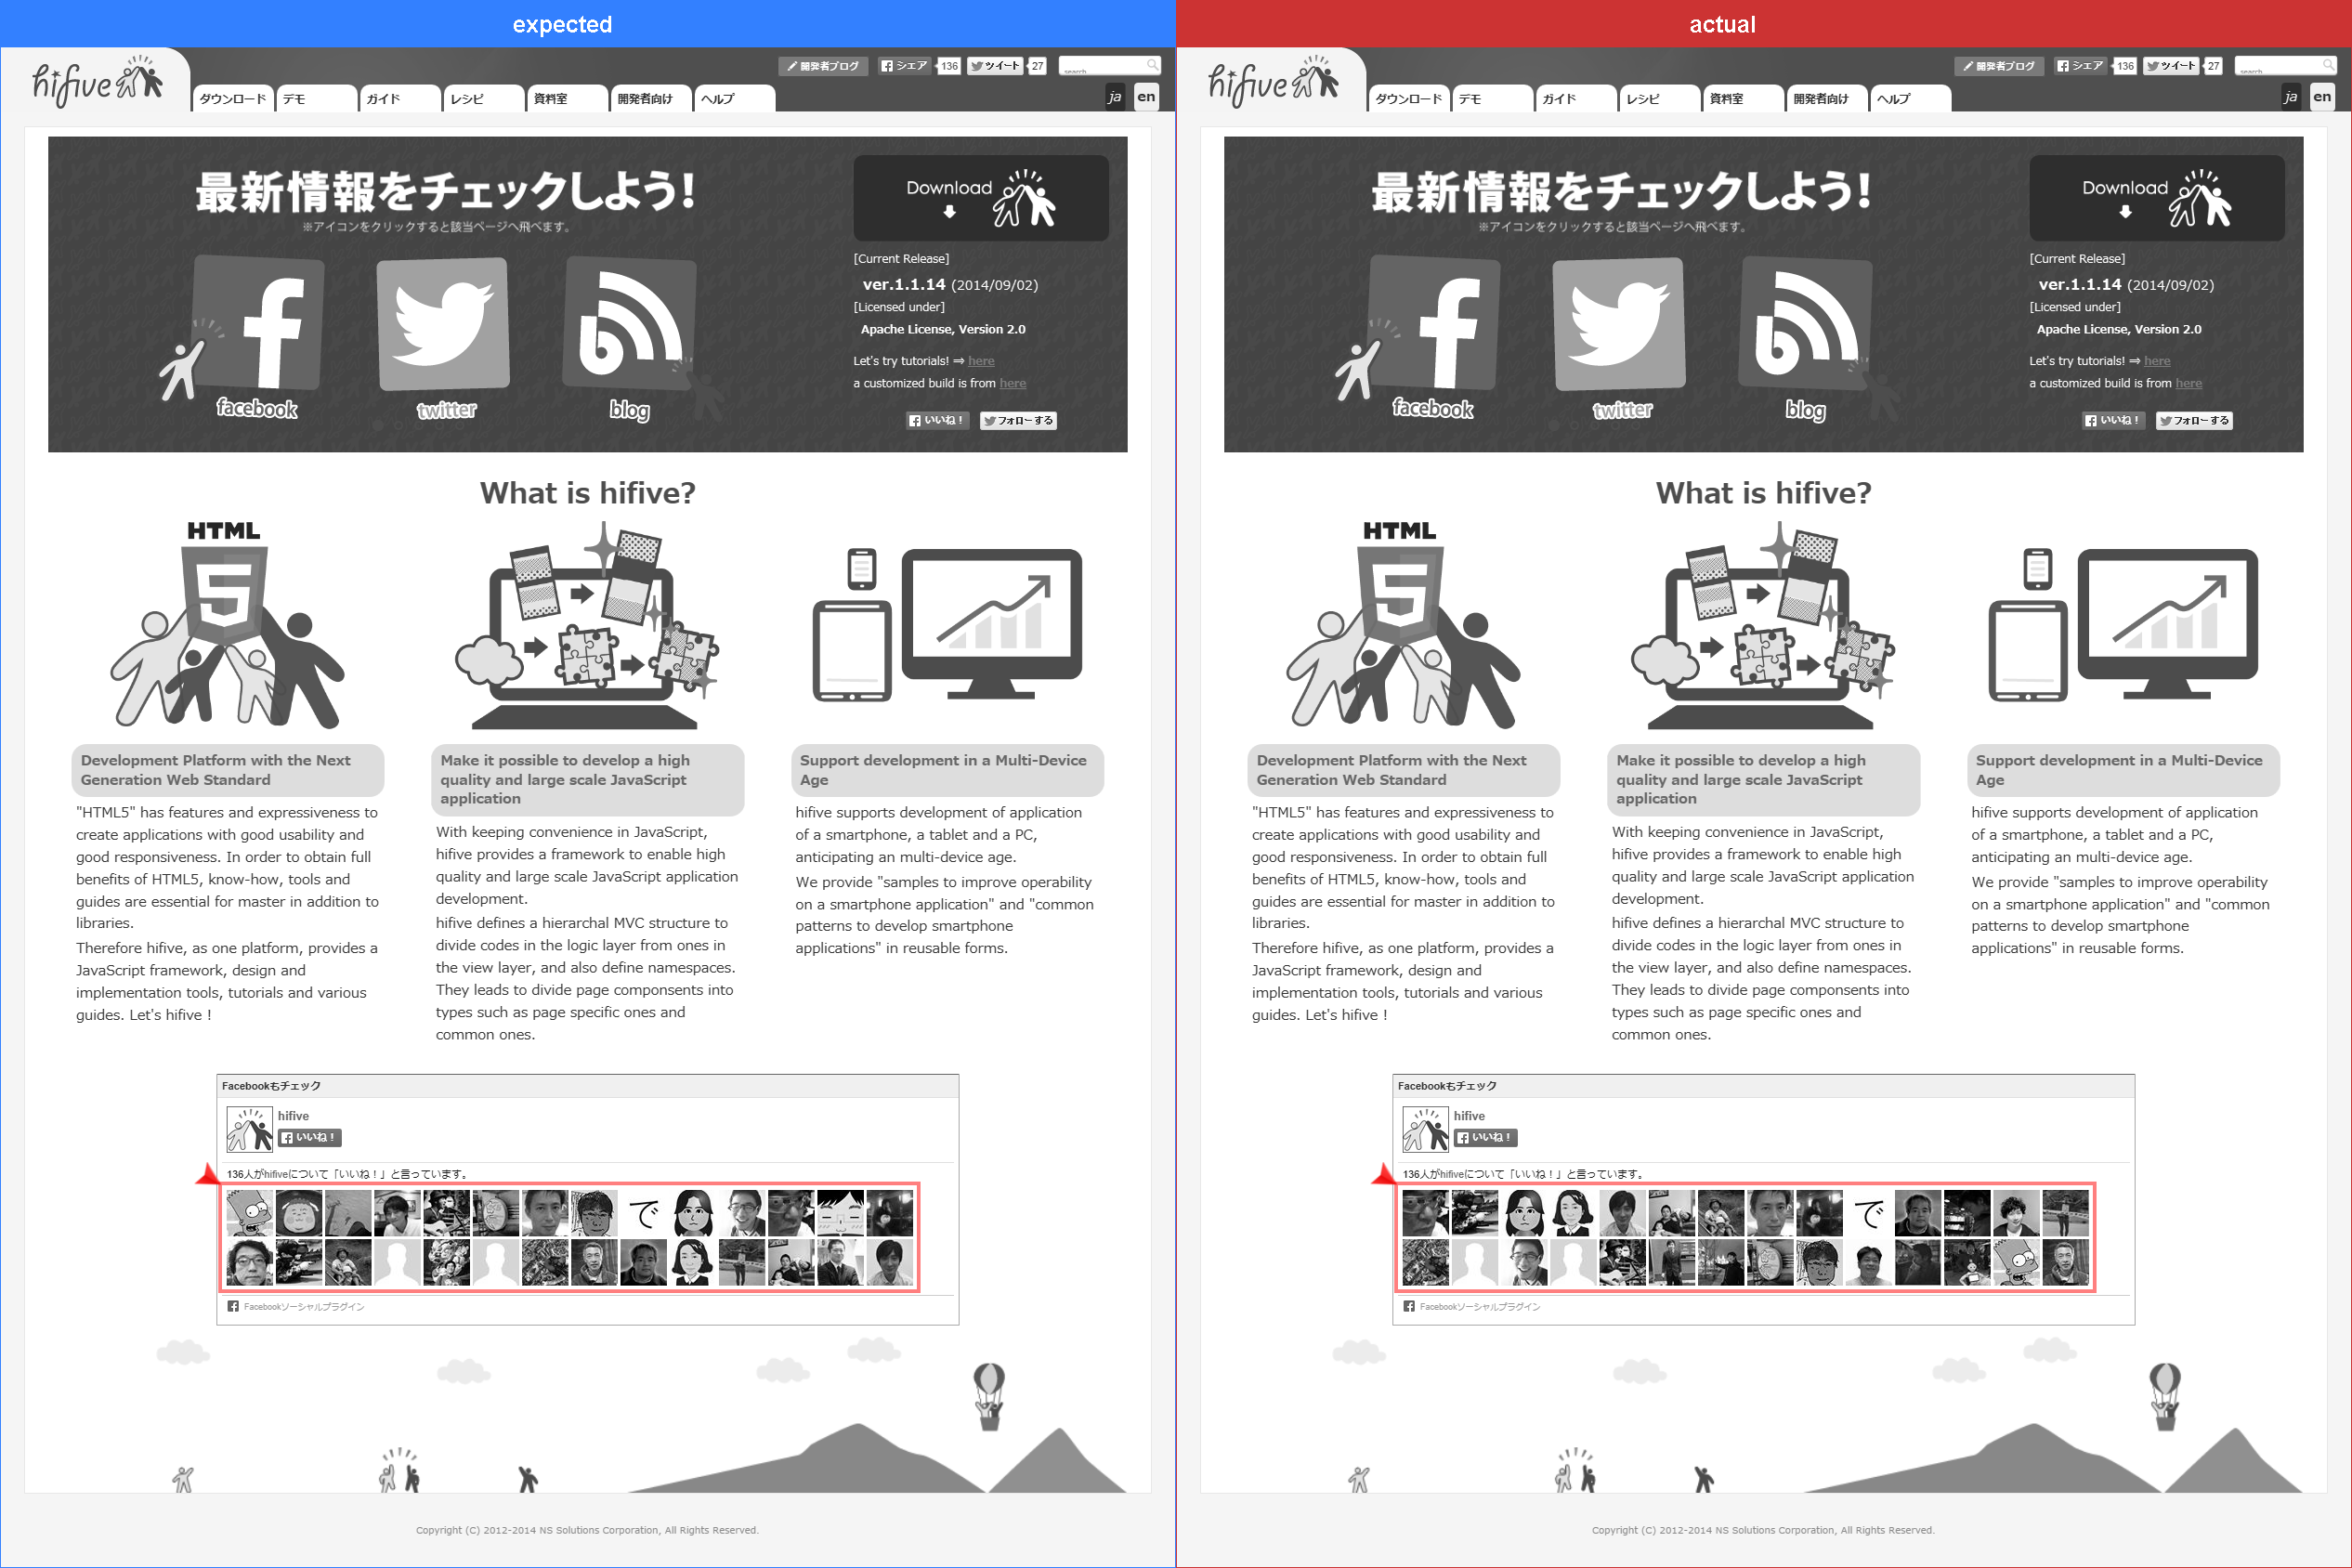 expected
hifive
開発者ブログ
シェア
136
ツイート
27
search
ダウンロード
デモ
ガイド
レシピ
資料室
開発者向け
ヘルプ
ja
en
最新情報をチェックしよう!
※アイコンをクリックすると該当ページへ飛べます。
facebook
twitter
blog
Download
[Current Release]
ver.1.1.14 (2014/09/02)
[Licensed under]
Apache License, Version 2.0
Let's try tutorials! ⇒ here
a customized build is from here
いいね！
フォローする
What is hifive?
HTML
5
Development Platform with the Next
Generation Web Standard
"HTML5" has features and expressiveness to
create applications with good usability and
good responsiveness. In order to obtain full
benefits of HTML5, know-how, tools and
guides are essential for master in addition to
libraries.
Therefore hifive, as one platform, provides a
JavaScript framework, design and
implementation tools, tutorials and various
guides. Let's hifive !
Make it possible to develop a high
quality and large scale JavaScript
application
With keeping convenience in JavaScript,
hifive provides a framework to enable high
quality and large scale JavaScript application
development.
hifive defines a hierarchal MVC structure to
divide codes in the logic layer from ones in
the view layer, and also define namespaces.
They leads to divide page componsents into
types such as page specific ones and
common ones.
Support development in a Multi-Device
Age
hifive supports development of application
of a smartphone, a tablet and a PC,
anticipating an multi-device age.
We provide "samples to improve operability
on a smartphone application" and "common
patterns to develop smartphone
applications" in reusable forms.
Facebookもチェック
hifive
いいね！
136人がhifiveについて「いいね！」と言っています。
で
Facebookソーシャルプラグイン
Copyright (C) 2012-2014 NS Solutions Corporation, All Rights Reserved.
actual
hifive
開発者ブログ
シェア
136
ツイート
27
search
ダウンロード
デモ
ガイド
レシピ
資料室
開発者向け
ヘルプ
ja
en
最新情報をチェックしよう!
※アイコンをクリックすると該当ページへ飛べます。
facebook
twitter
blog
Download
[Current Release]
ver.1.1.14 (2014/09/02)
[Licensed under]
Apache License, Version 2.0
Let's try tutorials! ⇒ here
a customized build is from here
いいね！
フォローする
What is hifive?
HTML
5
Development Platform with the Next
Generation Web Standard
"HTML5" has features and expressiveness to
create applications with good usability and
good responsiveness. In order to obtain full
benefits of HTML5, know-how, tools and
guides are essential for master in addition to
libraries.
Therefore hifive, as one platform, provides a
JavaScript framework, design and
implementation tools, tutorials and various
guides. Let's hifive !
Make it possible to develop a high
quality and large scale JavaScript
application
With keeping convenience in JavaScript,
hifive provides a framework to enable high
quality and large scale JavaScript application
development.
hifive defines a hierarchal MVC structure to
divide codes in the logic layer from ones in
the view layer, and also define namespaces.
They leads to divide page componsents into
types such as page specific ones and
common ones.
Support development in a Multi-Device
Age
hifive supports development of application
of a smartphone, a tablet and a PC,
anticipating an multi-device age.
We provide "samples to improve operability
on a smartphone application" and "common
patterns to develop smartphone
applications" in reusable forms.
Facebookもチェック
hifive
いいね！
136人がhifiveについて「いいね！」と言っています。
で
Facebookソーシャルプラグイン
Copyright (C) 2012-2014 NS Solutions Corporation, All Rights Reserved.